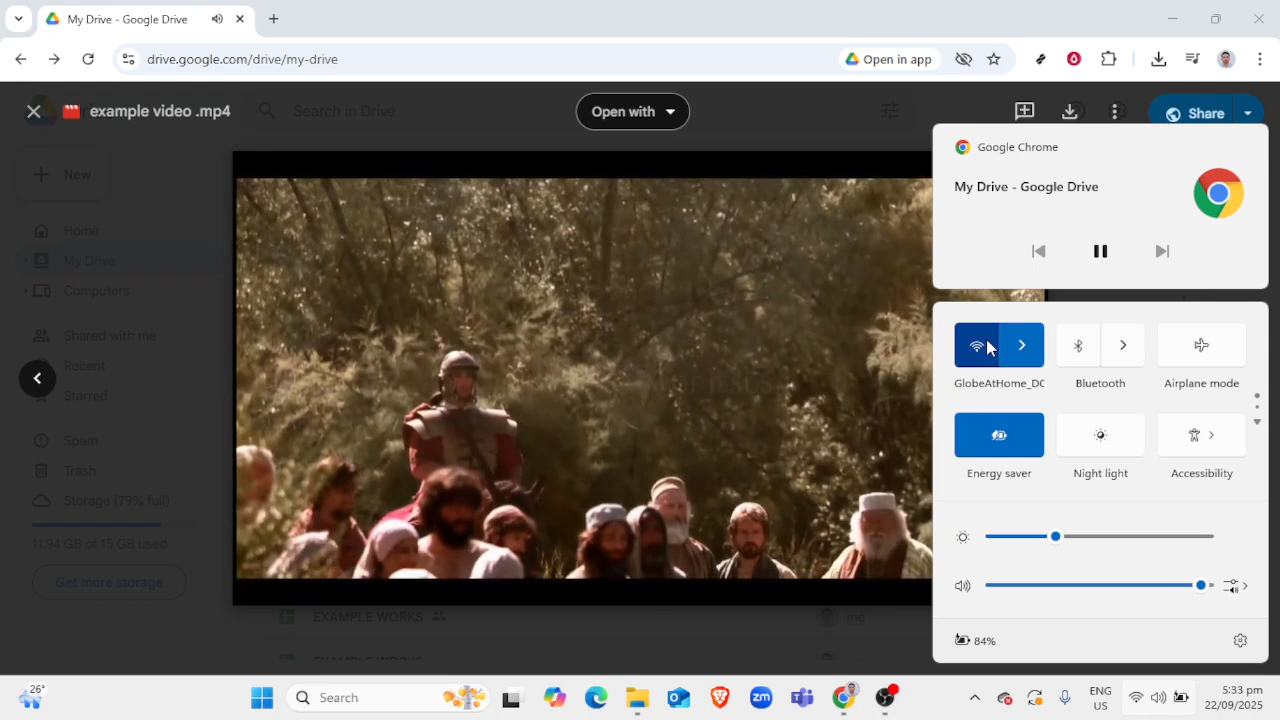 My Drive - Google Drive
drive.google.com/drive/my-drive
Open in app
example video .mp4
Search in Drive
Open with
Share
New
Home
My Drive
Computers
Shared with me
Recent
Starred
Spam
Trash
Storage (79% full)
11.94 GB of 15 GB used
Get more storage
EXAMPLE WORKS
me
EXAMPLE WORKS
Google Chrome
My Drive - Google Drive
GlobeAtHome_DC
Bluetooth
Airplane mode
Energy saver
Night light
Accessibility
84%
26°
Search
zm
ENG
US
5:33 pm
22/09/2025